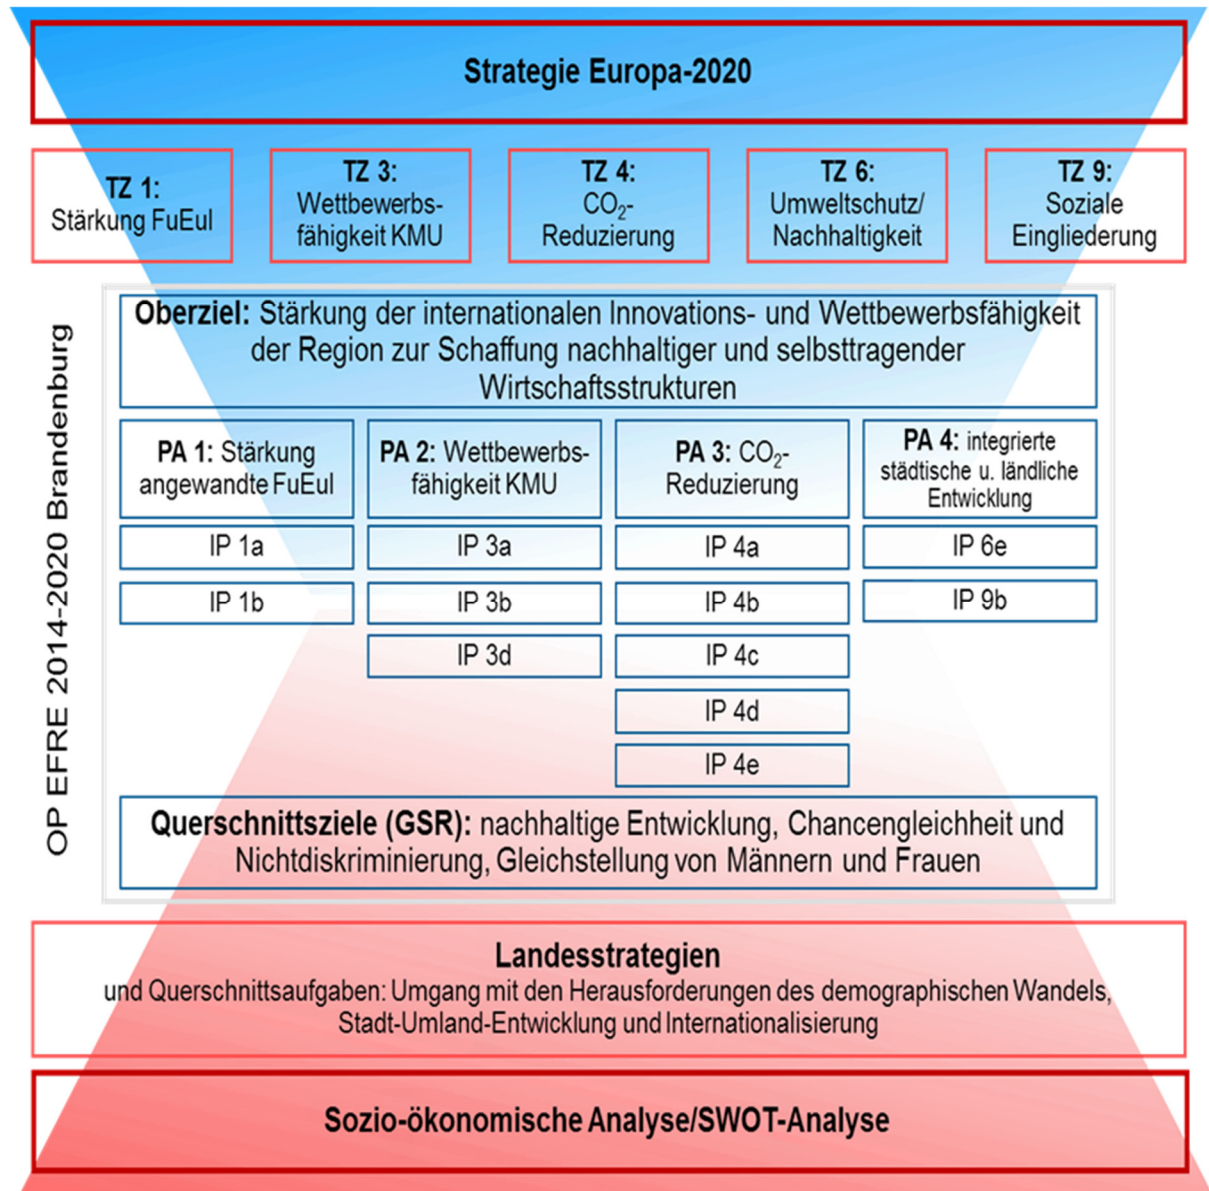 Strategie Europa-2020
TZ 1:
Stärkung FuEuI
TZ 3:
Wettbewerbs-
fähigkeit KMU
TZ 4:
CO₂-
Reduzierung
TZ 6:
Umweltschutz/
Nachhaltigkeit
TZ 9:
Soziale
Eingliederung
OP EFRE 2014-2020 Brandenburg
Oberziel: Stärkung der internationalen Innovations- und Wettbewerbsfähigkeit
der Region zur Schaffung nachhaltiger und selbsttragender
Wirtschaftsstrukturen
PA 1: Stärkung
angewandte FuEuI
IP 1a
IP 1b
PA 2: Wettbewerbs-
fähigkeit KMU
IP 3a
IP 3b
IP 3d
PA 3: CO₂-
Reduzierung
IP 4a
IP 4b
IP 4c
IP 4d
IP 4e
PA 4: integrierte
städtische u. ländliche
Entwicklung
IP 6e
IP 9b
Querschnittsziele (GSR): nachhaltige Entwicklung, Chancengleichheit und
Nichtdiskriminierung, Gleichstellung von Männern und Frauen
Landesstrategien
und Querschnittsaufgaben: Umgang mit den Herausforderungen des demographischen Wandels,
Stadt-Umland-Entwicklung und Internationalisierung
Sozio-ökonomische Analyse/SWOT-Analyse